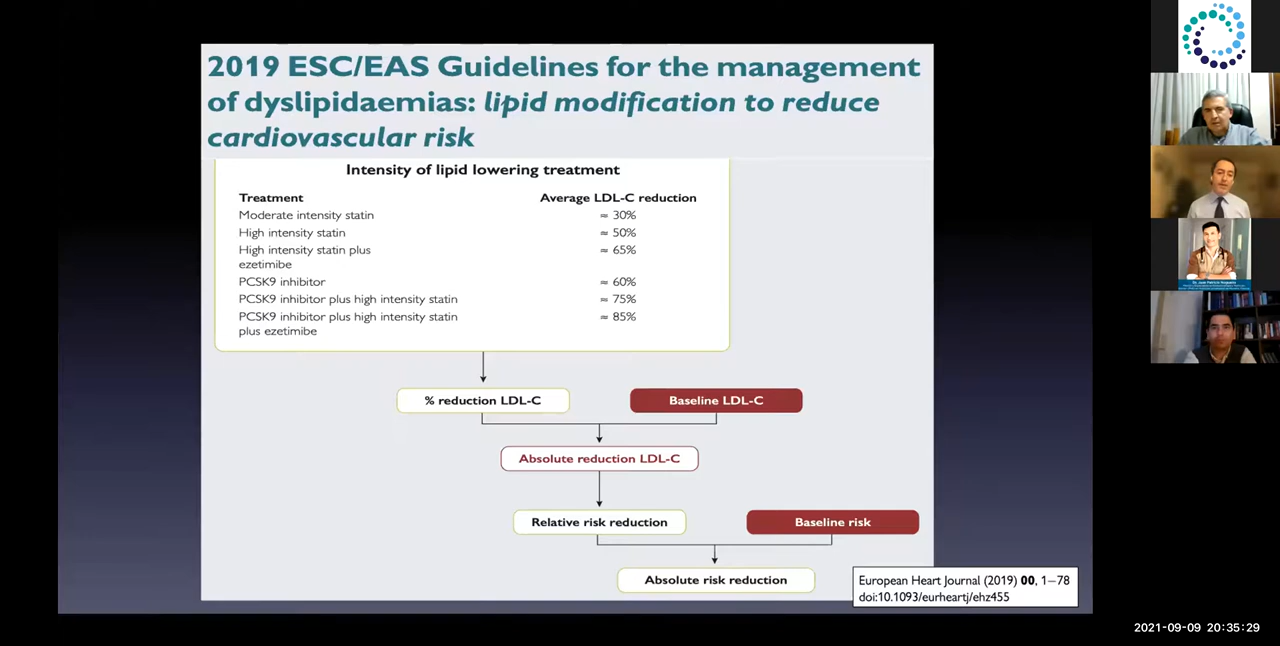 2019 ESC/EAS Guidelines for the management
of dyslipidaemias: lipid modification to reduce
cardiovascular risk
Intensity of lipid lowering treatment
Treatment Average LDL-C reduction
Moderate intensity statin ≈ 30%
High intensity statin ≈ 50%
High intensity statin plus ≈ 65%
ezetimibe
PCSK9 inhibitor ≈ 60%
PCSK9 inhibitor plus high intensity statin ≈ 75%
PCSK9 inhibitor plus high intensity statin ≈ 85%
plus ezetimibe
% reduction LDL-C Baseline LDL-C
Absolute reduction LDL-C
Relative risk reduction Baseline risk
Absolute risk reduction
European Heart Journal (2019) 00, 1–78
doi:10.1093/eurheartj/ehz455
2021-09-09 20:35:29